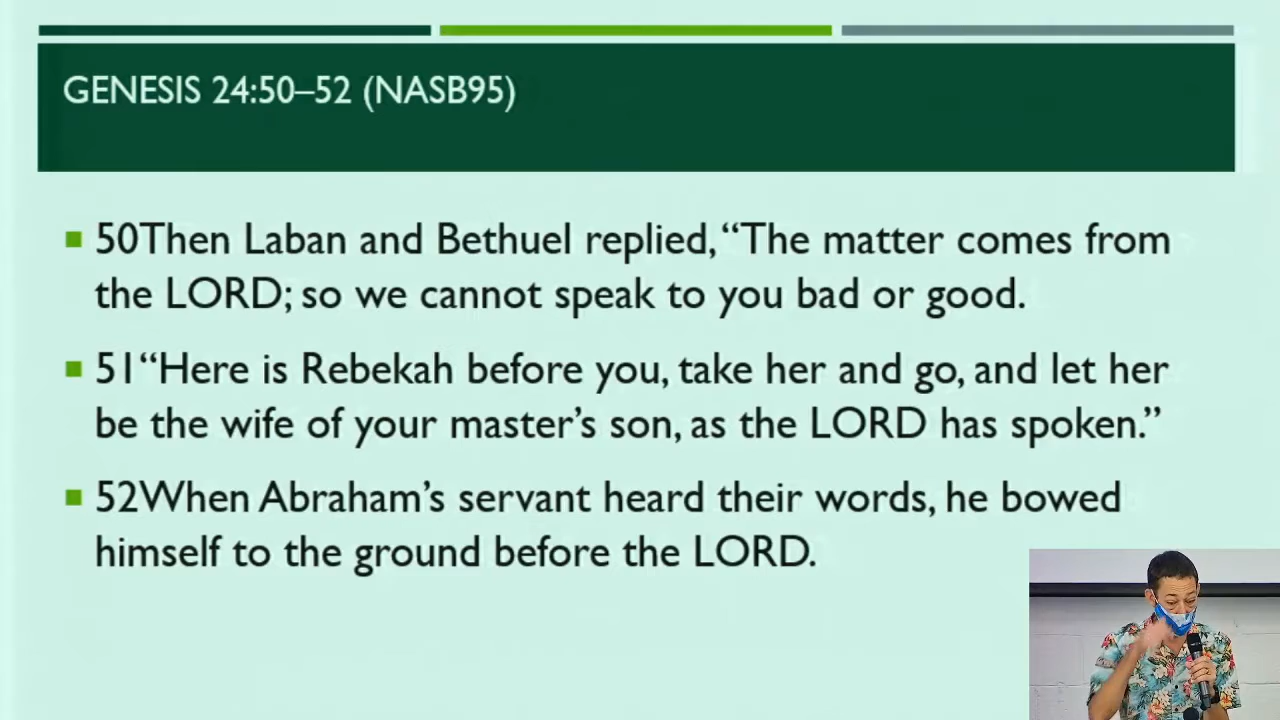 GENESIS 24:50–52 (NASB95)
50Then Laban and Bethuel replied, “The matter comes from
the LORD; so we cannot speak to you bad or good.
51“Here is Rebekah before you, take her and go, and let her
be the wife of your master’s son, as the LORD has spoken.”
52When Abraham’s servant heard their words, he bowed
himself to the ground before the LORD.